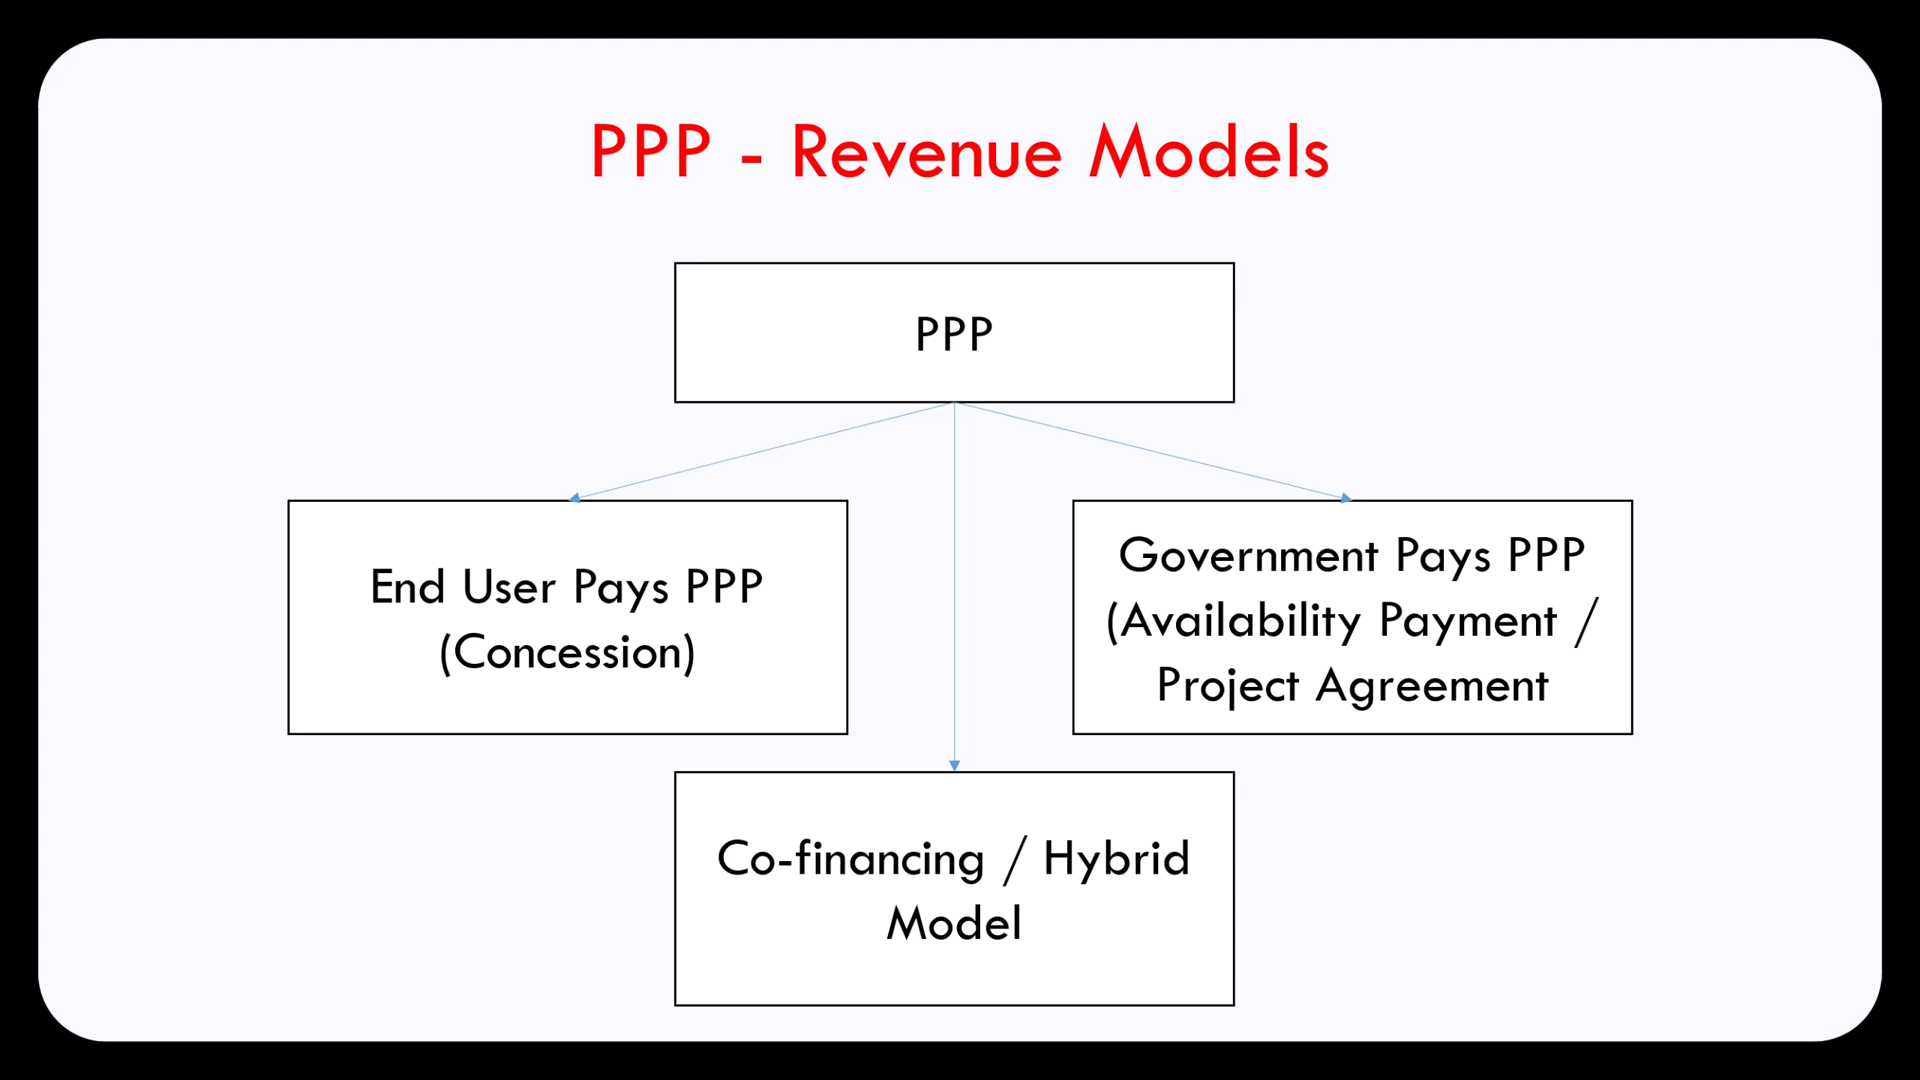 PPP - Revenue Models
PPP
End User Pays PPP
(Concession)
Government Pays PPP
(Availability Payment /
Project Agreement
Co-financing / Hybrid
Model